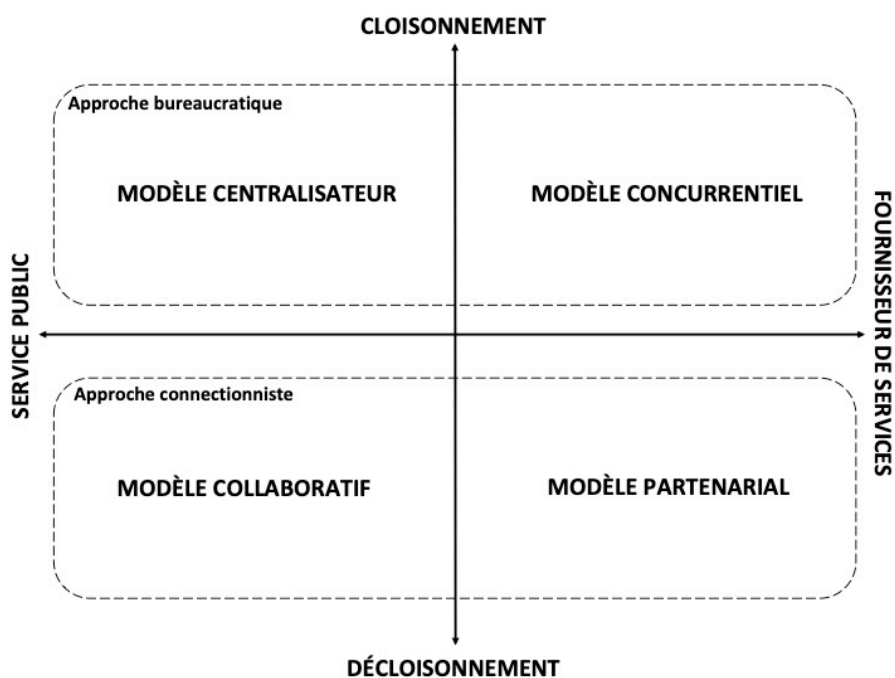 CLOISONNEMENT
Approche bureaucratique
MODÈLE CENTRALISATEUR
MODÈLE CONCURRENTIEL
SERVICE PUBLIC
FOURNISSEUR DE SERVICES
Approche connectionniste
MODÈLE COLLABORATIF
MODÈLE PARTENARIAL
DÉCLOISONNEMENT